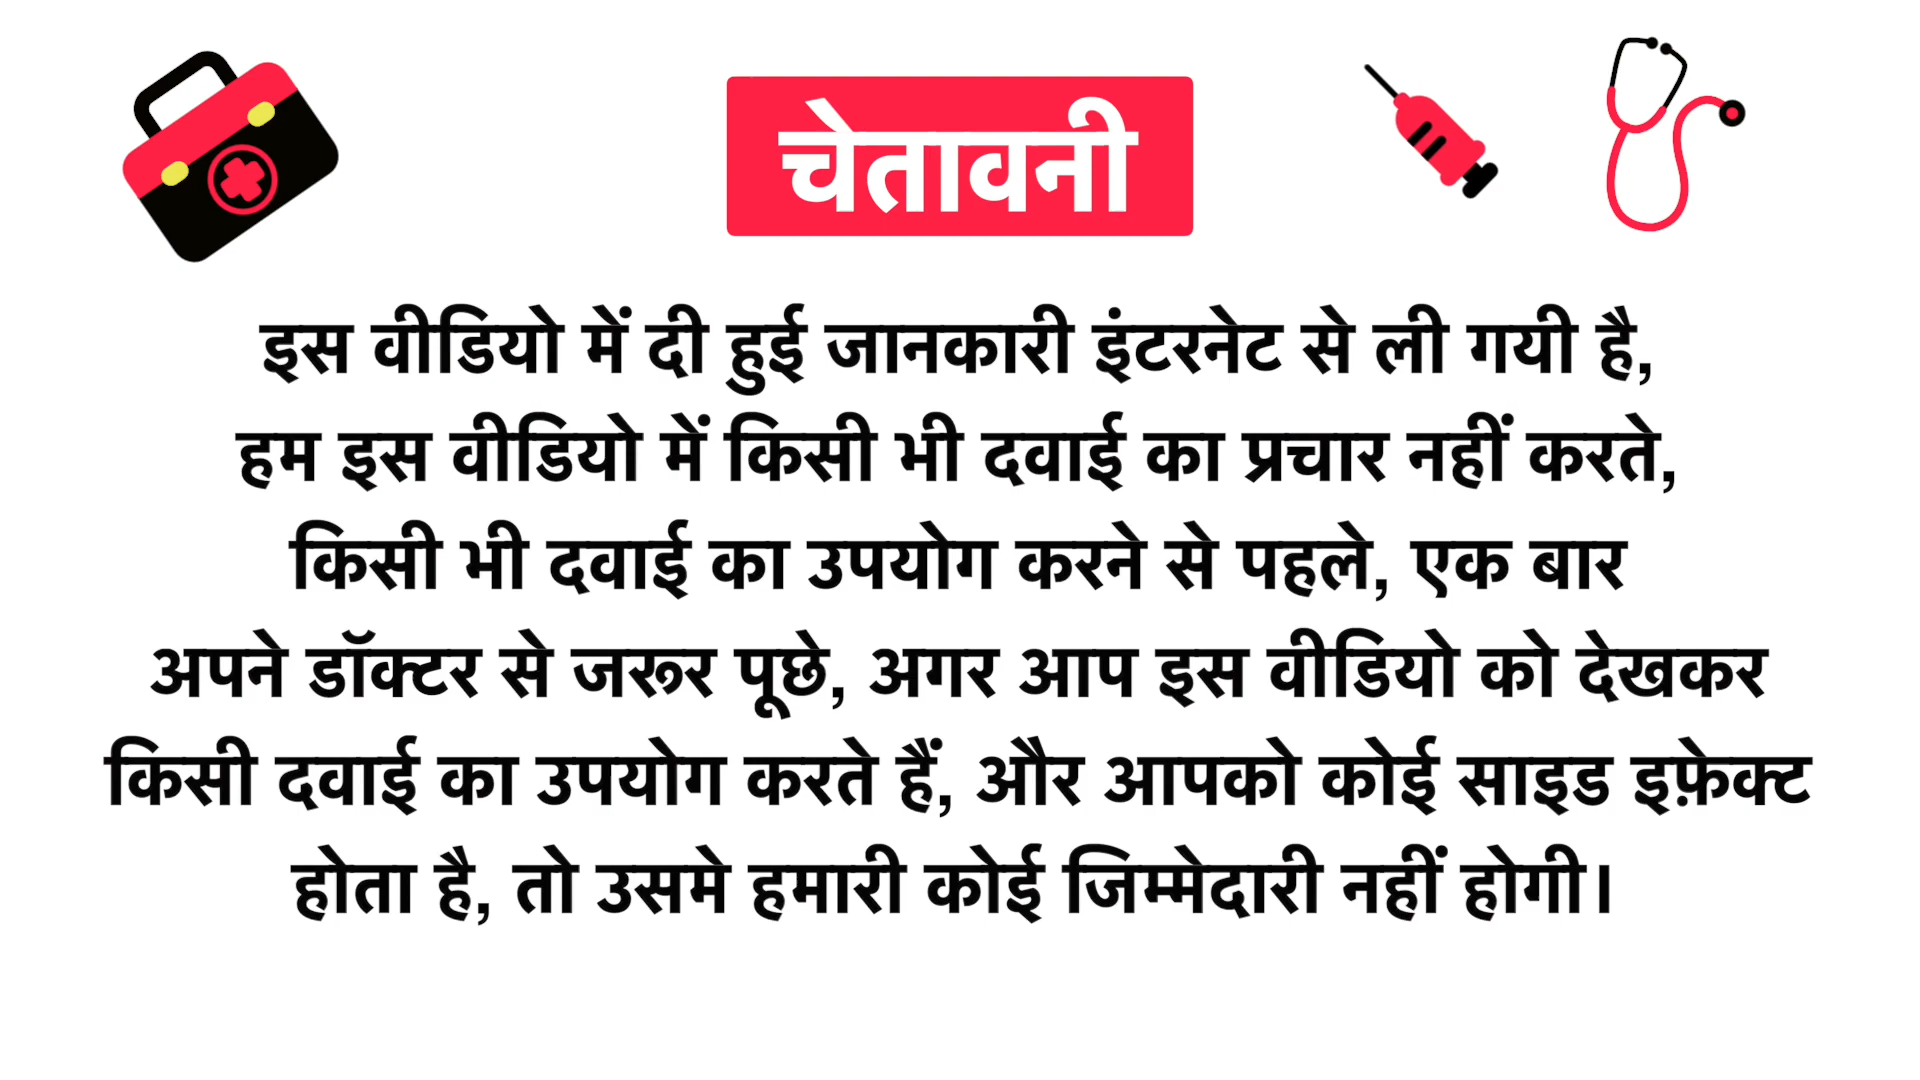 चेतावनी
इस वीडियो में दी हुई जानकारी इंटरनेट से ली गयी है,
हम इस वीडियो में किसी भी दवाई का प्रचार नहीं करते,
किसी भी दवाई का उपयोग करने से पहले, एक बार
अपने डॉक्टर से जरूर पूछे, अगर आप इस वीडियो को देखकर
किसी दवाई का उपयोग करते हैं, और आपको कोई साइड इफ़ेक्ट
होता है, तो उसमे हमारी कोई जिम्मेदारी नहीं होगी।